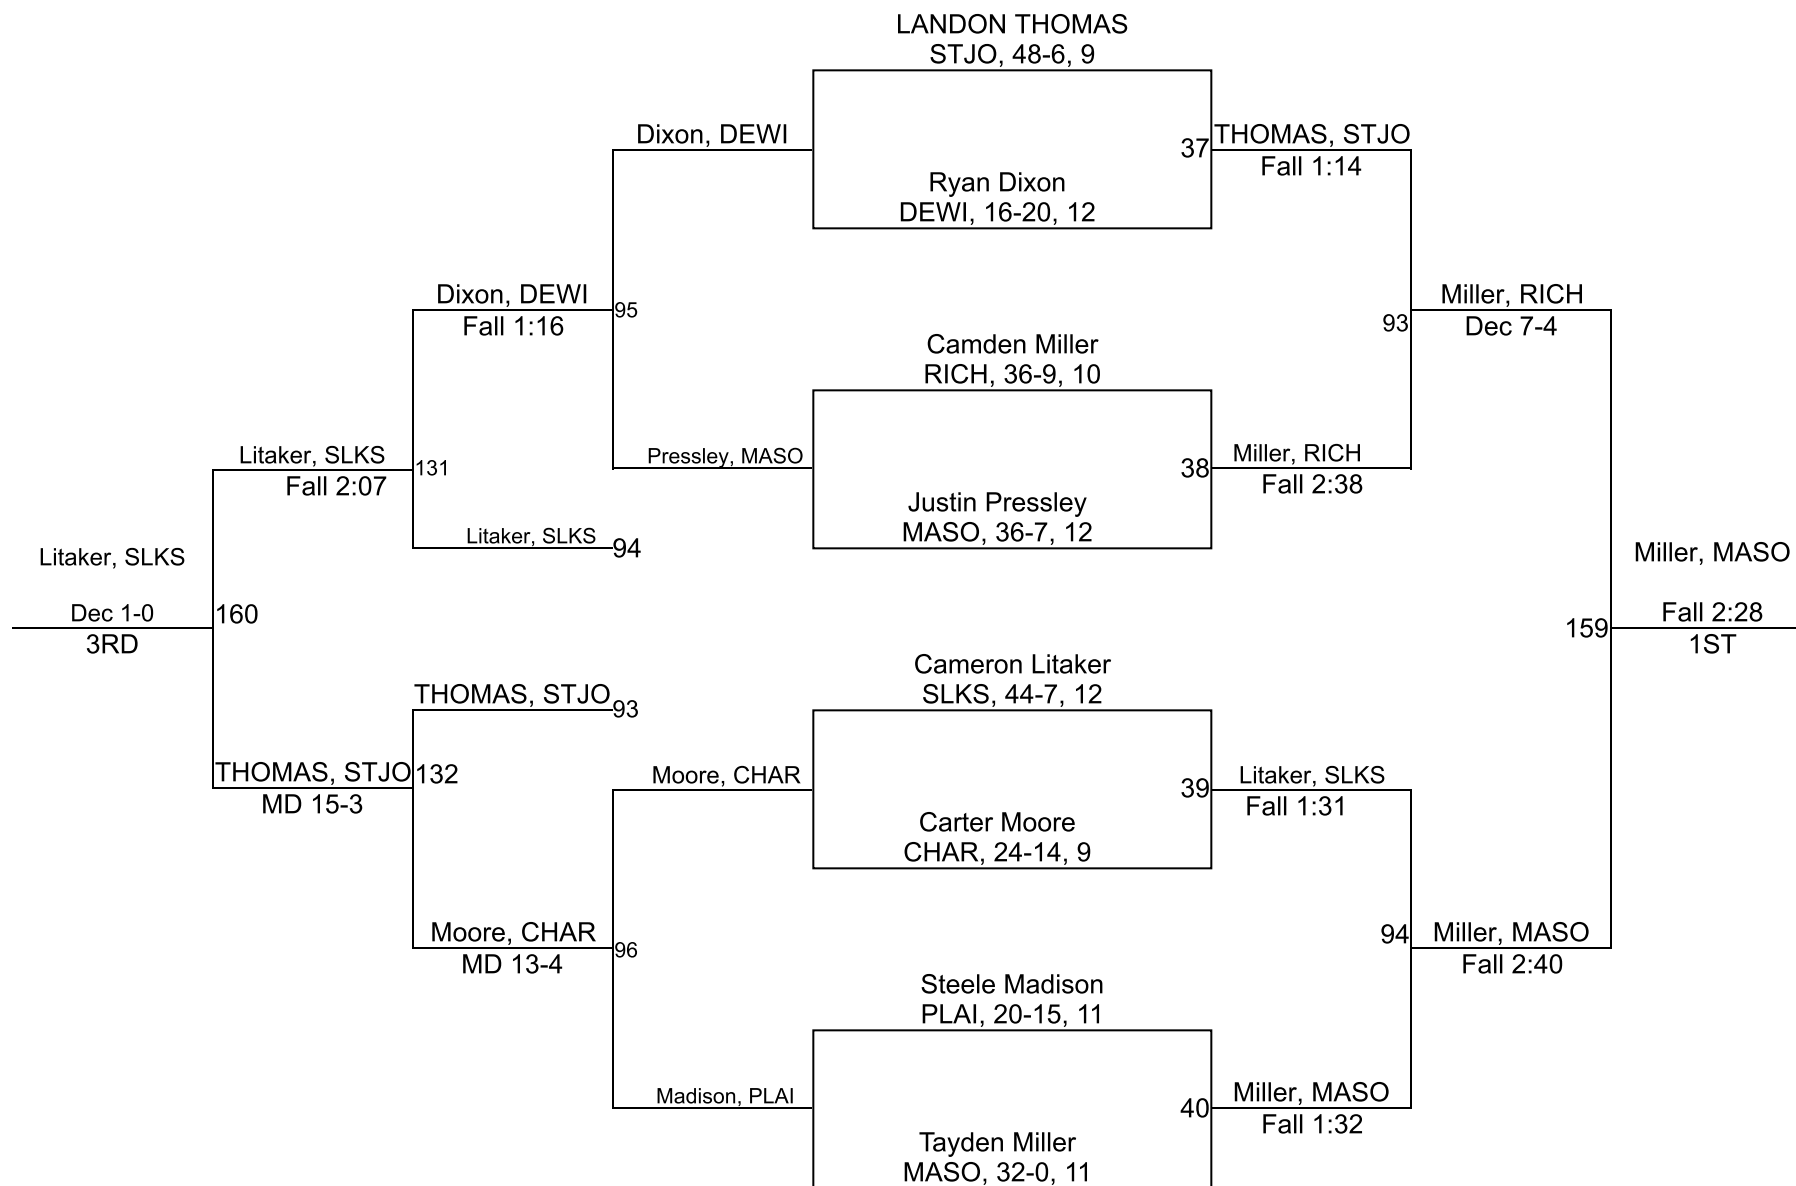 LANDON THOMAS
STJO, 48-6, 9
Dixon, DEWI
37
THOMAS, STJO
Fall 1:14
Ryan Dixon
DEWI, 16-20, 12
Dixon, DEWI
Fall 1:16
95
Miller, RICH
Dec 7-4
93
Camden Miller
RICH, 36-9, 10
Pressley, MASO
38
Miller, RICH
Fall 2:38
Justin Pressley
MASO, 36-7, 12
Litaker, SLKS
Fall 2:07
131
Litaker, SLKS
94
Litaker, SLKS
Dec 1-0
3RD
160
Miller, MASO
159
Fall 2:28
1ST
Cameron Litaker
SLKS, 44-7, 12
THOMAS, STJO
93
THOMAS, STJO
MD 15-3
132
Moore, CHAR
39
Litaker, SLKS
Fall 1:31
Carter Moore
CHAR, 24-14, 9
Moore, CHAR
MD 13-4
96
94
Miller, MASO
Fall 2:40
Steele Madison
PLAI, 20-15, 11
Madison, PLAI
40
Miller, MASO
Fall 1:32
Tayden Miller
MASO, 32-0, 11